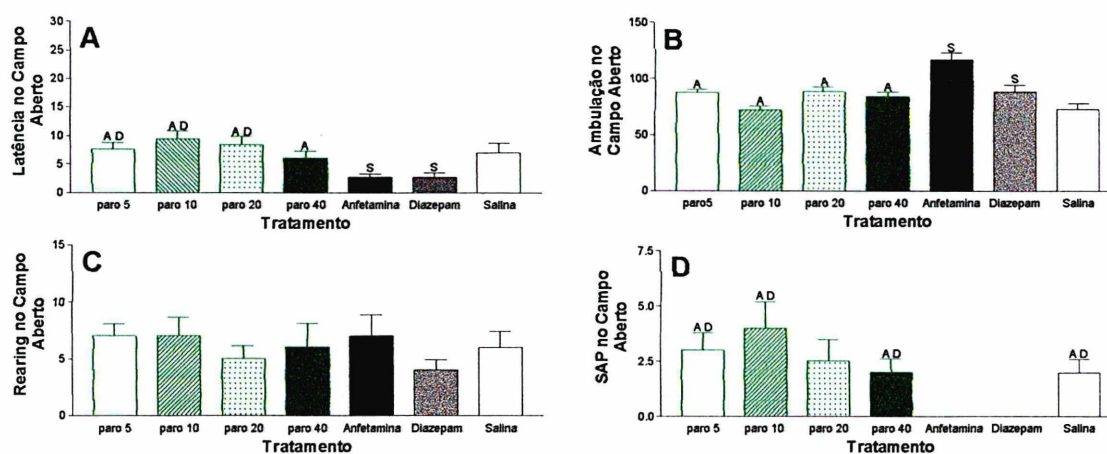 A
Latência no Campo
Aberto
30
25
20
15
10
5
0
A D
A D
A D
A
S
S
paro 5
paro 10
paro 20
paro 40
Anfetamina
Diazepam
Salina
Tratamento
B
Ambulação no
Campo Aberto
150
100
50
0
A
A
A
A
S
S
paro5
paro 10
paro 20
paro 40
Anfetamina
Diazepam
Salina
Tratamento
C
Rearing no Campo
Aberto
15
10
5
0
paro 5
paro 10
paro 20
paro 40
Anfetamina
Diazepam
Salina
Tratamento
D
SAP no Campo
Aberto
7.5
5.0
2.5
0.0
A D
A D
A D
A D
paro 5
paro 10
paro 20
paro 40
Anfetamina
Diazepam
Salina
Tratamento